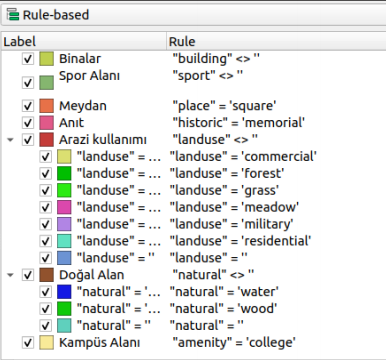 Rule-based
Label Rule
Binalar "building" <> ''
Spor Alanı "sport" <> ''
Meydan "place" = 'square'
Anıt "historic" = 'memorial'
Arazi kullanımı "landuse" <> ''
"landuse" = ... "landuse" = 'commercial'
"landuse" = ... "landuse" = 'forest'
"landuse" = ... "landuse" = 'grass'
"landuse" = ... "landuse" = 'meadow'
"landuse" = ... "landuse" = 'military'
"landuse" = ... "landuse" = 'residential'
"landuse" = '' "landuse" = ''
Doğal Alan "natural" <> ''
"natural" = '... "natural" = 'water'
"natural" = '... "natural" = 'wood'
"natural" = '' "natural" = ''
Kampüs Alanı "amenity" = 'college'